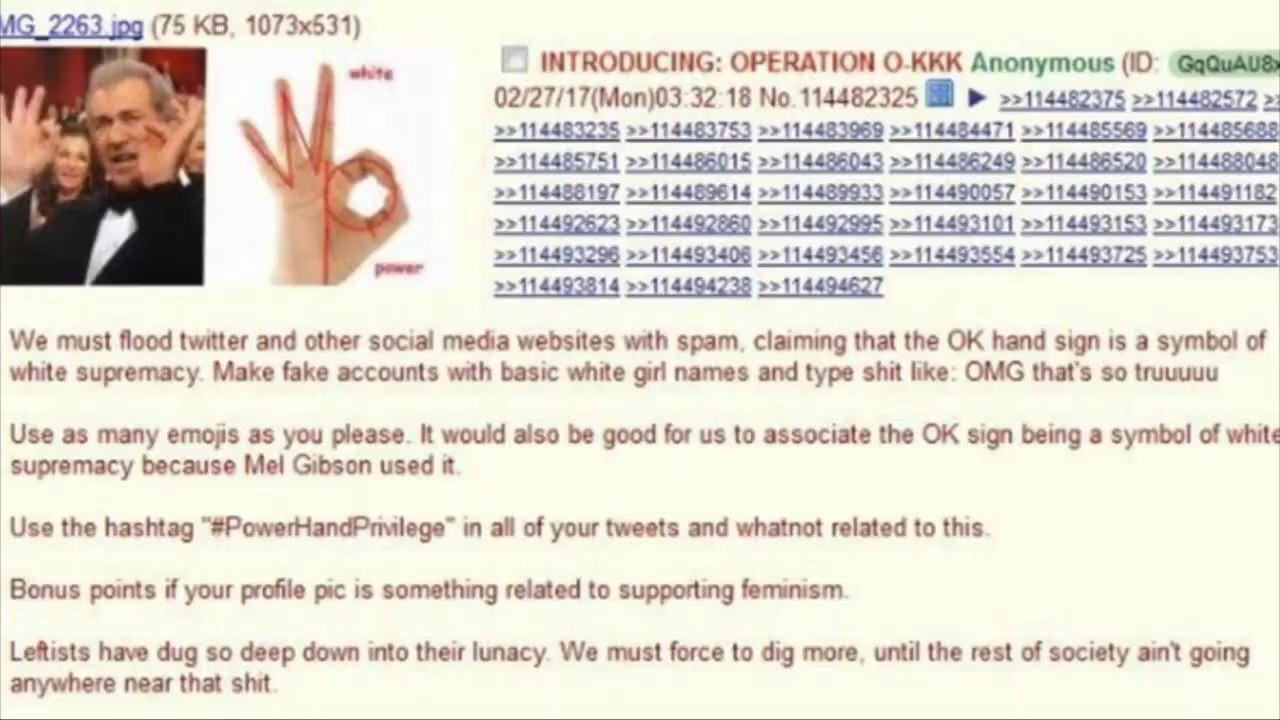 MG_2263.jpg (75 KB, 1073x531)
white
power
INTRODUCING: OPERATION O-KKK Anonymous (ID: GqQuAU8x
02/27/17(Mon)03:32:18 No.114482325 >>114482375 >>114482572 >>
>>114483235 >>114483753 >>114483969 >>114484471 >>114485569 >>114485688
>>114485751 >>114486015 >>114486043 >>114486249 >>114486520 >>114488048
>>114488197 >>114489614 >>114489933 >>114490057 >>114490153 >>114491182
>>114492623 >>114492860 >>114492995 >>114493101 >>114493153 >>114493173
>>114493296 >>114493406 >>114493456 >>114493554 >>114493725 >>114493753
>>114493814 >>114494238 >>114494627
We must flood twitter and other social media websites with spam, claiming that the OK hand sign is a symbol of
white supremacy. Make fake accounts with basic white girl names and type shit like: OMG that's so truuuuu
Use as many emojis as you please. It would also be good for us to associate the OK sign being a symbol of white
supremacy because Mel Gibson used it.
Use the hashtag "#PowerHandPrivilege" in all of your tweets and whatnot related to this.
Bonus points if your profile pic is something related to supporting feminism.
Leftists have dug so deep down into their lunacy. We must force to dig more, until the rest of society ain't going
anywhere near that shit.